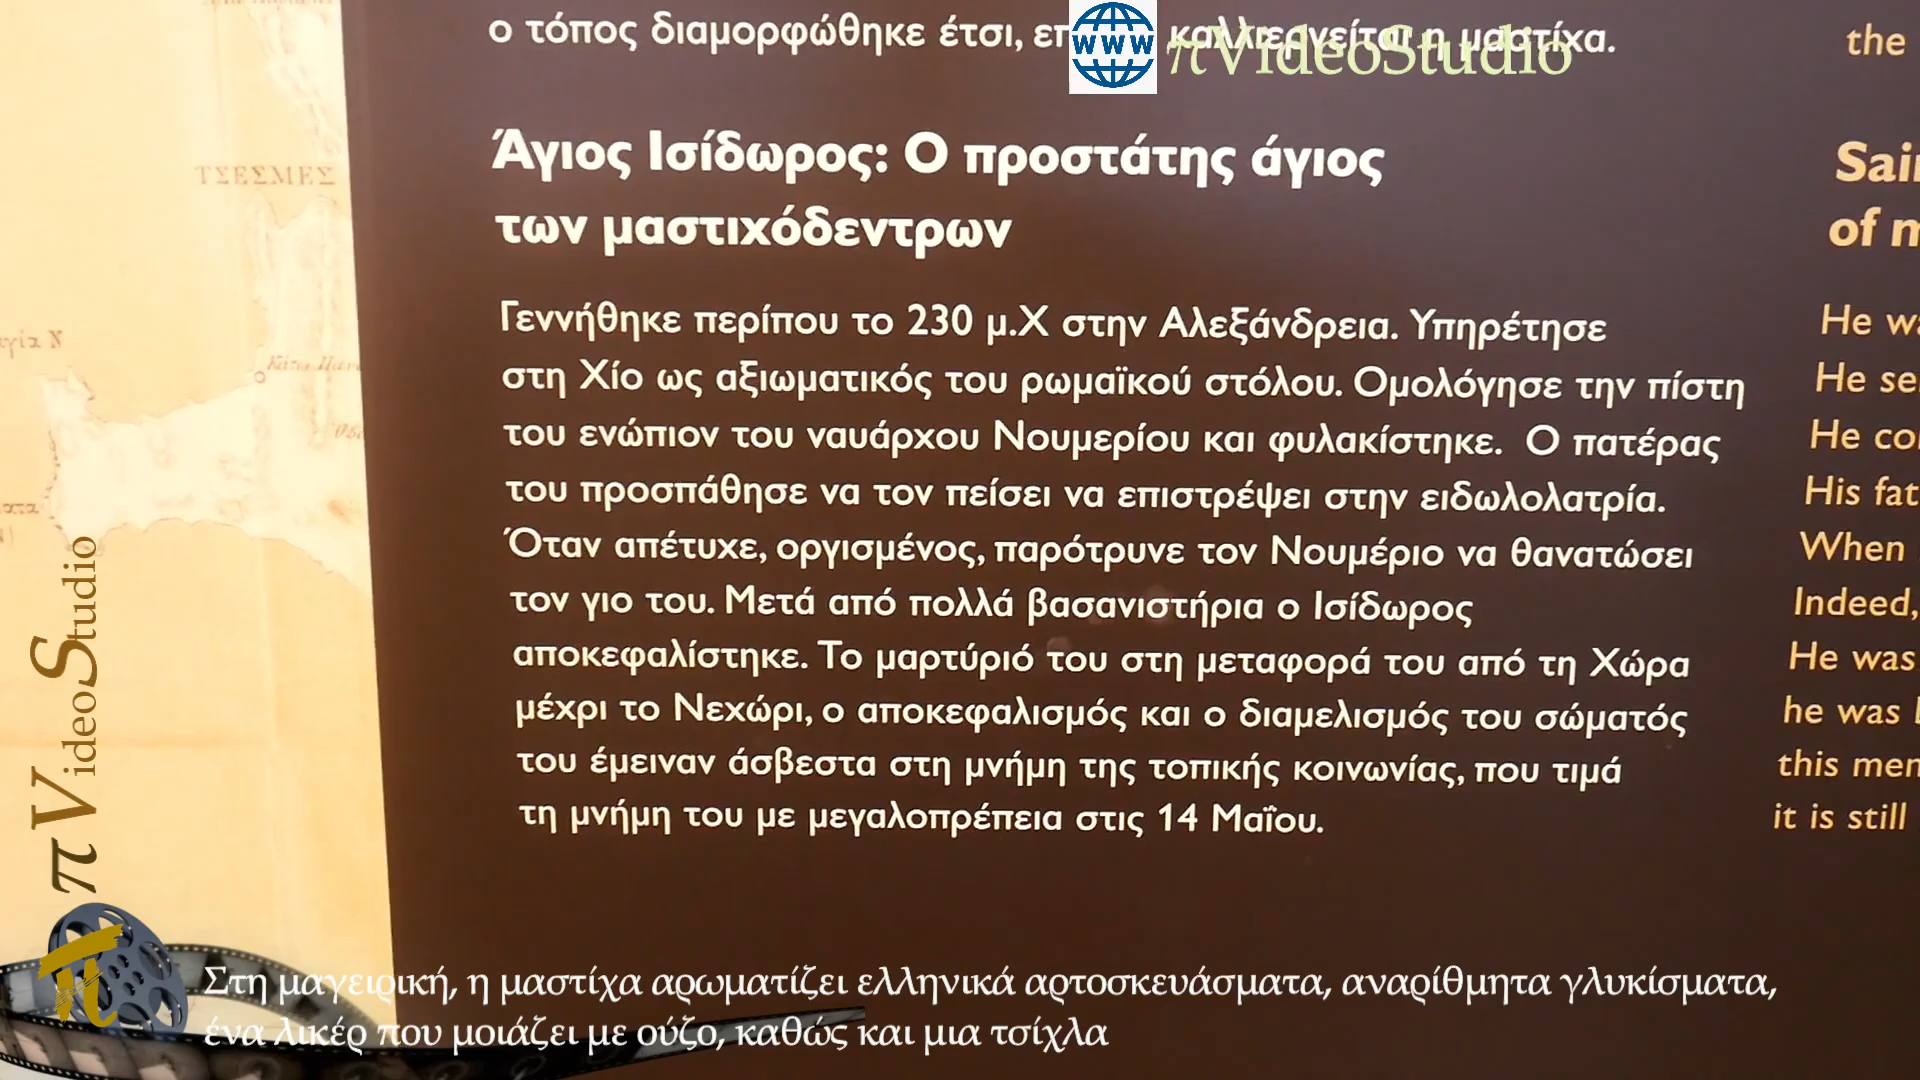 ο τόπος διαμορφώθηκε έτσι, καλλιεργείται η μαστίχα.
www πVideoStudio
Άγιος Ισίδωρος: Ο προστάτης άγιος
των μαστιχόδεντρων
Γεννήθηκε περίπου το 230 μ.Χ στην Αλεξάνδρεια. Υπηρέτησε
στη Χίο ως αξιωματικός του ρωμαϊκού στόλου. Ομολόγησε την πίστη
του ενώπιον του ναυάρχου Νουμερίου και φυλακίστηκε. Ο πατέρας
του προσπάθησε να τον πείσει να επιστρέψει στην ειδωλολατρία.
Όταν απέτυχε, οργισμένος, παρότρυνε τον Νουμέριο να θανατώσει
τον γιο του. Μετά από πολλά βασανιστήρια ο Ισίδωρος
αποκεφαλίστηκε. Το μαρτύριό του στη μεταφορά του από τη Χώρα
μέχρι το Νεχώρι, ο αποκεφαλισμός και ο διαμελισμός του σώματός
του έμειναν άσβεστα στη μνήμη της τοπικής κοινωνίας, που τιμά
τη μνήμη του με μεγαλοπρέπεια στις 14 Μαΐου.
the
of
He
He
He
His
When
Indeed,
He was
he was
this
it is still
ΤΣΕΣΜΕΣ
π VideoStudio
π
Στη μαγειρική, η μαστίχα αρωματίζει ελληνικά αρτοσκευάσματα, αναρίθμητα γλυκίσματα,
ένα λικέρ που μοιάζει με ούζο, καθώς και μια τσίχλα